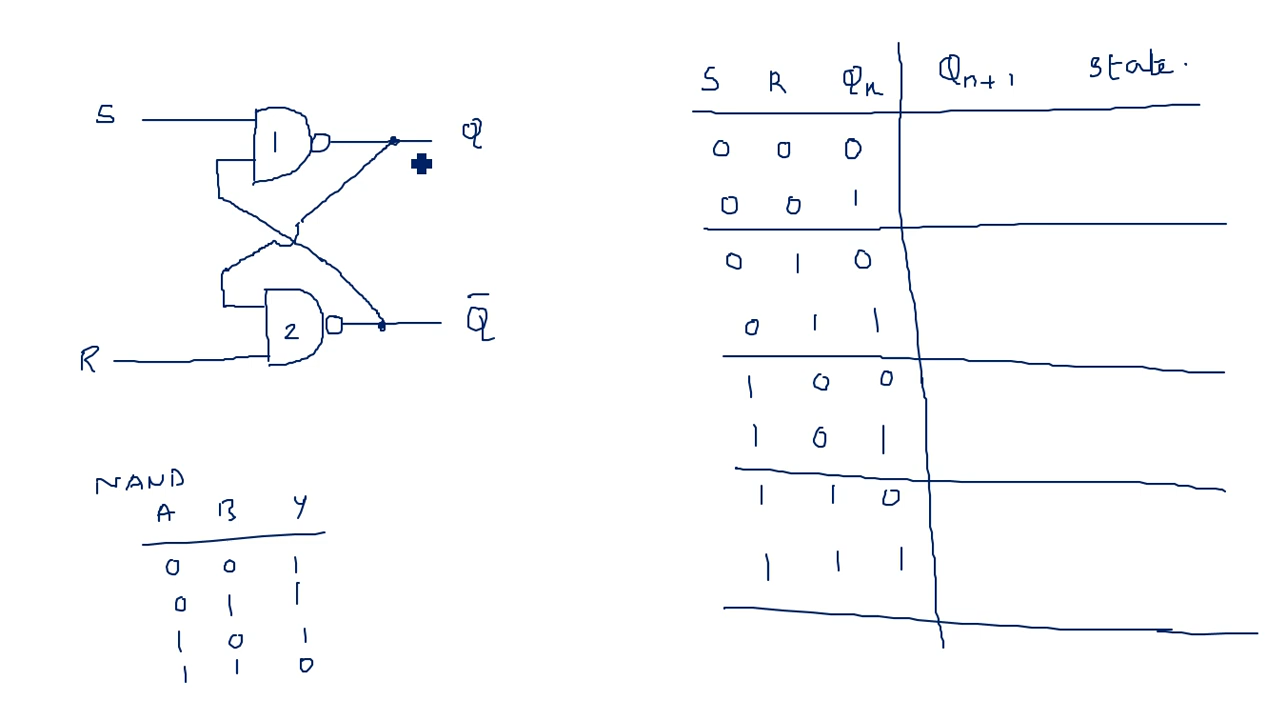 S
1
Q
2
Q̅
R
NAND
A B Y
0 0 1
0 1 1
1 0 1
1 1 0
S R Qn Qn+1 State.
0 0 0
0 0 1
0 1 0
0 1 1
1 0 0
1 0 1
1 1 0
1 1 1